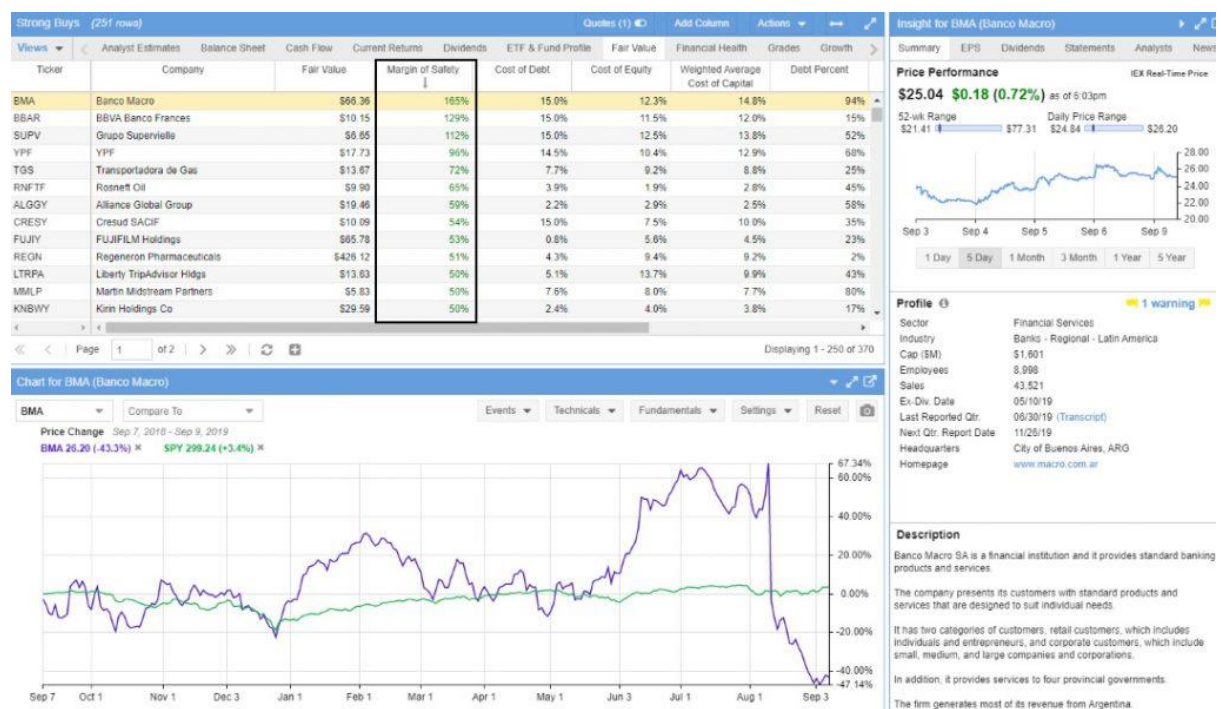 Strong Buys (251 rows) Quotes (1) Add Column Actions
Views Analyst Estimates Balance Sheet Cash Flow Current Returns Dividends ETF & Fund Profile Fair Value Financial Health Grades Growth
Ticker Company Fair Value Margin of Safety ↓ Cost of Debt Cost of Equity Weighted Average Cost of Capital Debt Percent
BMA Banco Macro $66.36 165% 15.0% 12.3% 14.8% 94%
BBAR BBVA Banco Frances $10.15 129% 15.0% 11.5% 12.0% 15%
SUPV Grupo Supervielle $6.65 112% 15.0% 12.5% 13.8% 52%
YPF YPF $17.73 96% 14.5% 10.4% 12.9% 60%
TGS Transportadora de Gas $13.67 72% 7.7% 9.2% 8.8% 25%
RNFTF Rosneft Oil $9.90 65% 3.9% 1.9% 2.8% 45%
ALGGY Alliance Global Group $19.46 59% 2.2% 2.9% 2.5% 58%
CRESY Cresud SACIF $10.09 54% 15.0% 7.5% 10.0% 35%
FUJIY FUJIFILM Holdings $65.78 53% 0.8% 5.6% 4.5% 23%
REGN Regeneron Pharmaceuticals $426.12 51% 4.3% 9.4% 9.2% 2%
LTRPA Liberty TripAdvisor Hldgs $13.63 50% 5.1% 13.7% 9.9% 43%
MMLP Martin Midstream Partners $5.83 50% 7.6% 8.0% 7.7% 80%
KNBWY Kirin Holdings Co $29.59 50% 2.4% 4.0% 3.8% 17%
Page 1 of 2 Displaying 1 - 250 of 370
Chart for BMA (Banco Macro)
BMA Compare To Events Technicals Fundamentals Settings Reset
Price Change Sep 7, 2018 - Sep 9, 2019
BMA 26.20 (-43.3%) SPY 299.24 (+3.4%)
67.34%
60.00%
40.00%
20.00%
0.00%
-20.00%
-40.00%
-47.14%
Sep 7 Oct 1 Nov 1 Dec 3 Jan 1 Feb 1 Mar 1 Apr 1 May 1 Jun 3 Jul 1 Aug 1 Sep 3
Insight for BMA (Banco Macro)
Summary EPS Dividends Statements Analysts News
Price Performance IEX Real-Time Price
$25.04 $0.18 (0.72%) as of 6:03pm
52-wk Range Daily Price Range
$21.41 $77.31 $24.84 $26.20
28.00
26.00
24.00
22.00
20.00
Sep 3 Sep 4 Sep 5 Sep 6 Sep 9
1 Day 5 Day 1 Month 3 Month 1 Year 5 Year
Profile 1 warning
Sector Financial Services
Industry Banks - Regional - Latin America
Cap ($M) $1,601
Employees 8,998
Sales 43,521
Ex-Div. Date 05/10/19
Last Reported Qtr. 06/30/19 (Transcript)
Next Qtr. Report Date 11/26/19
Headquarters City of Buenos Aires, ARG
Homepage www.macro.com.ar
Description
Banco Macro SA is a financial institution and it provides standard banking
products and services.
The company presents its customers with standard products and
services that are designed to suit individual needs.
It has two categories of customers, retail customers, which includes
individuals and entrepreneurs, and corporate customers, which include
small, medium, and large companies and corporations.
In addition, it provides services to four provincial governments.
The firm generates most of its revenue from Argentina.